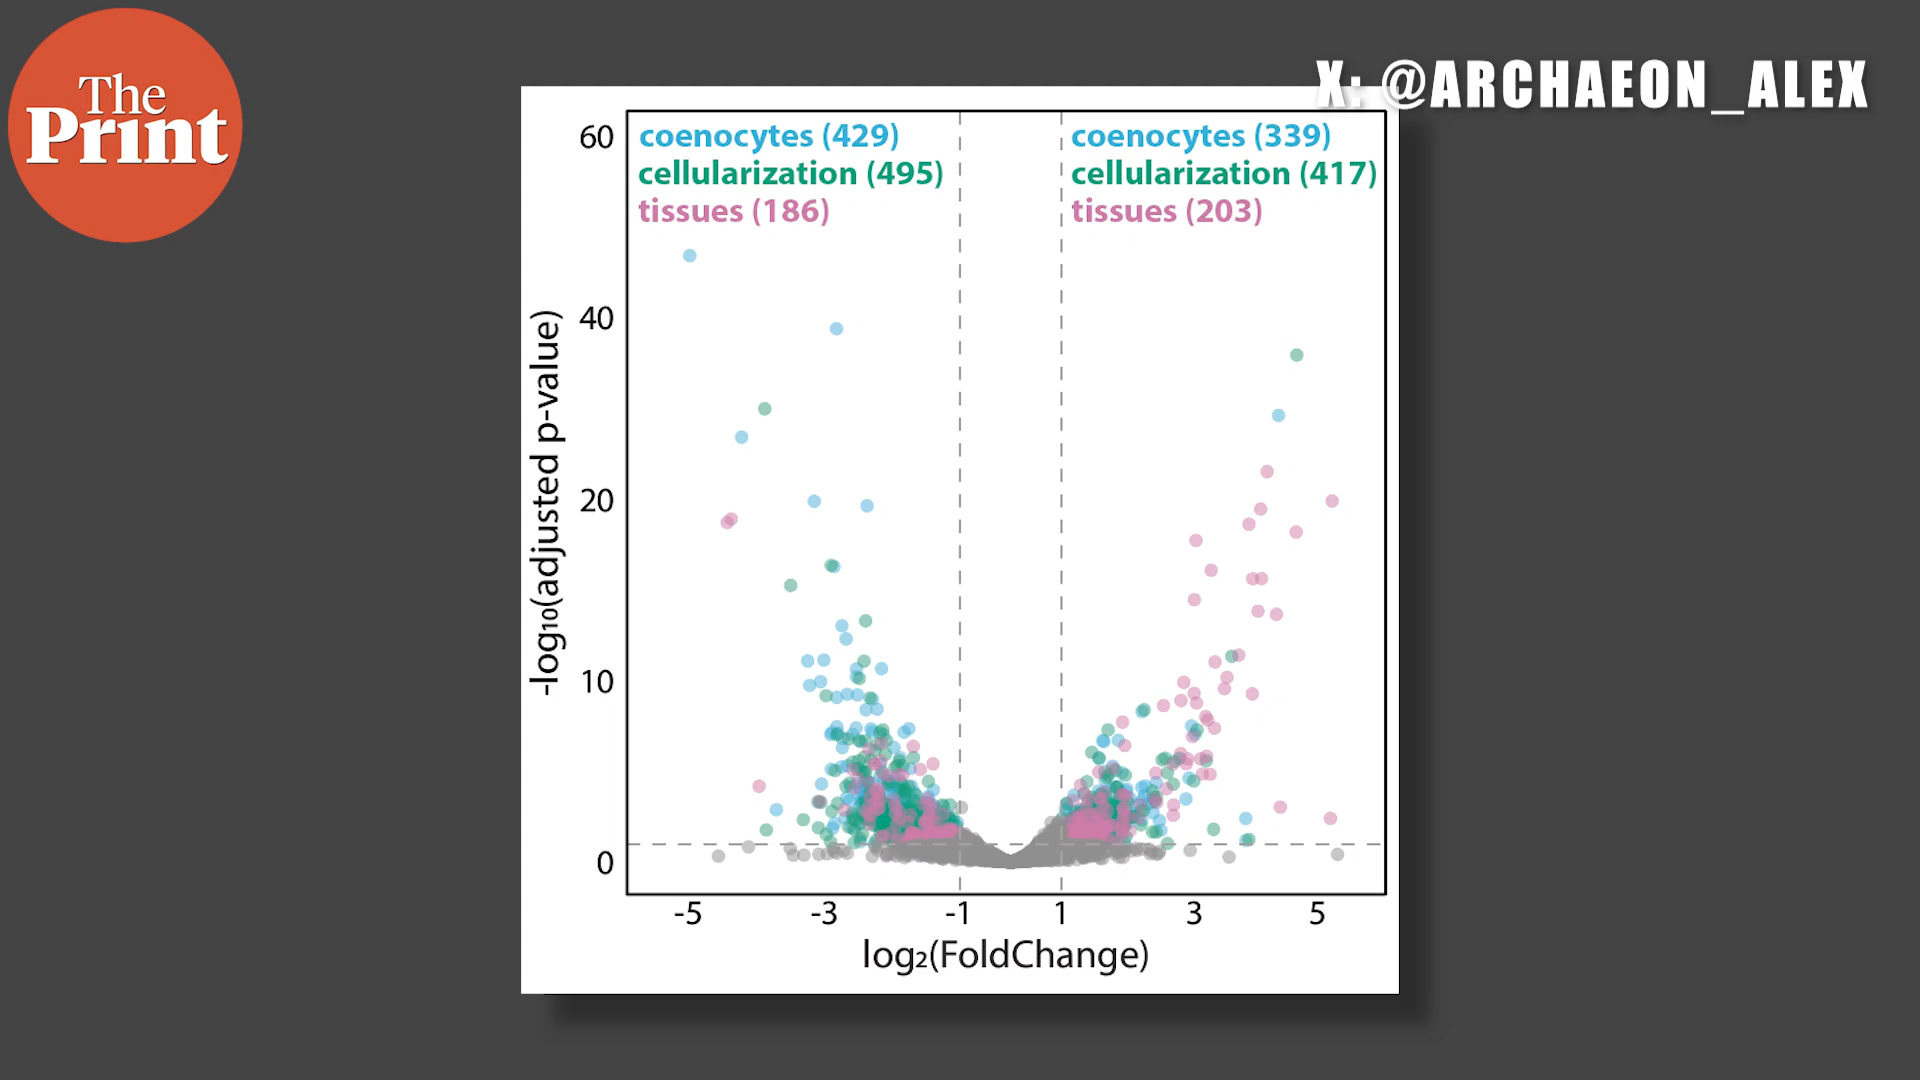 The
Print
X: @ARCHAEON_ALEX
coenocytes (429)
cellularization (495)
tissues (186)
coenocytes (339)
cellularization (417)
tissues (203)
60
40
20
10
0
-log₁₀(adjusted p-value)
-5
-3
-1
1
3
5
log₂(FoldChange)